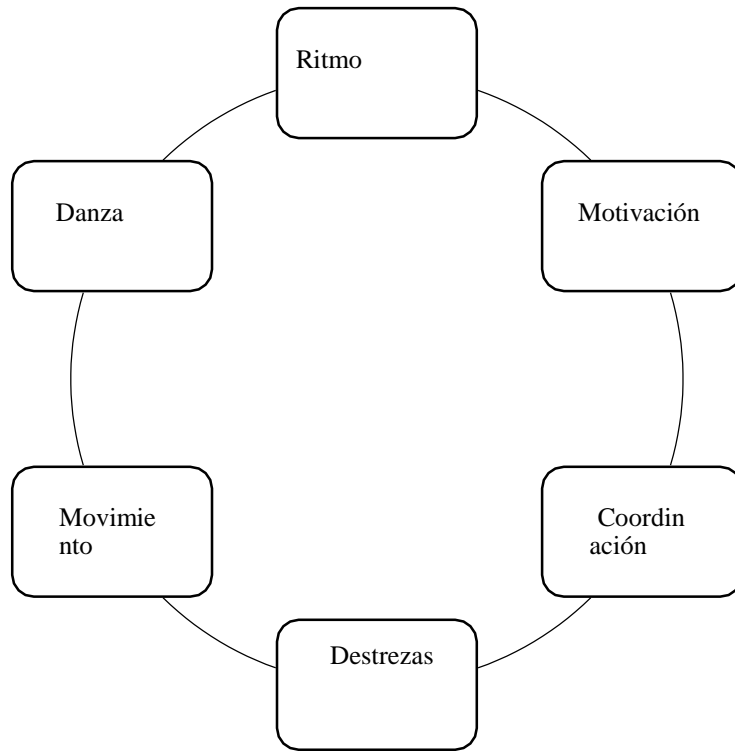 Ritmo
Danza
Motivación
Movimie
nto
Coordin
ación
Destrezas